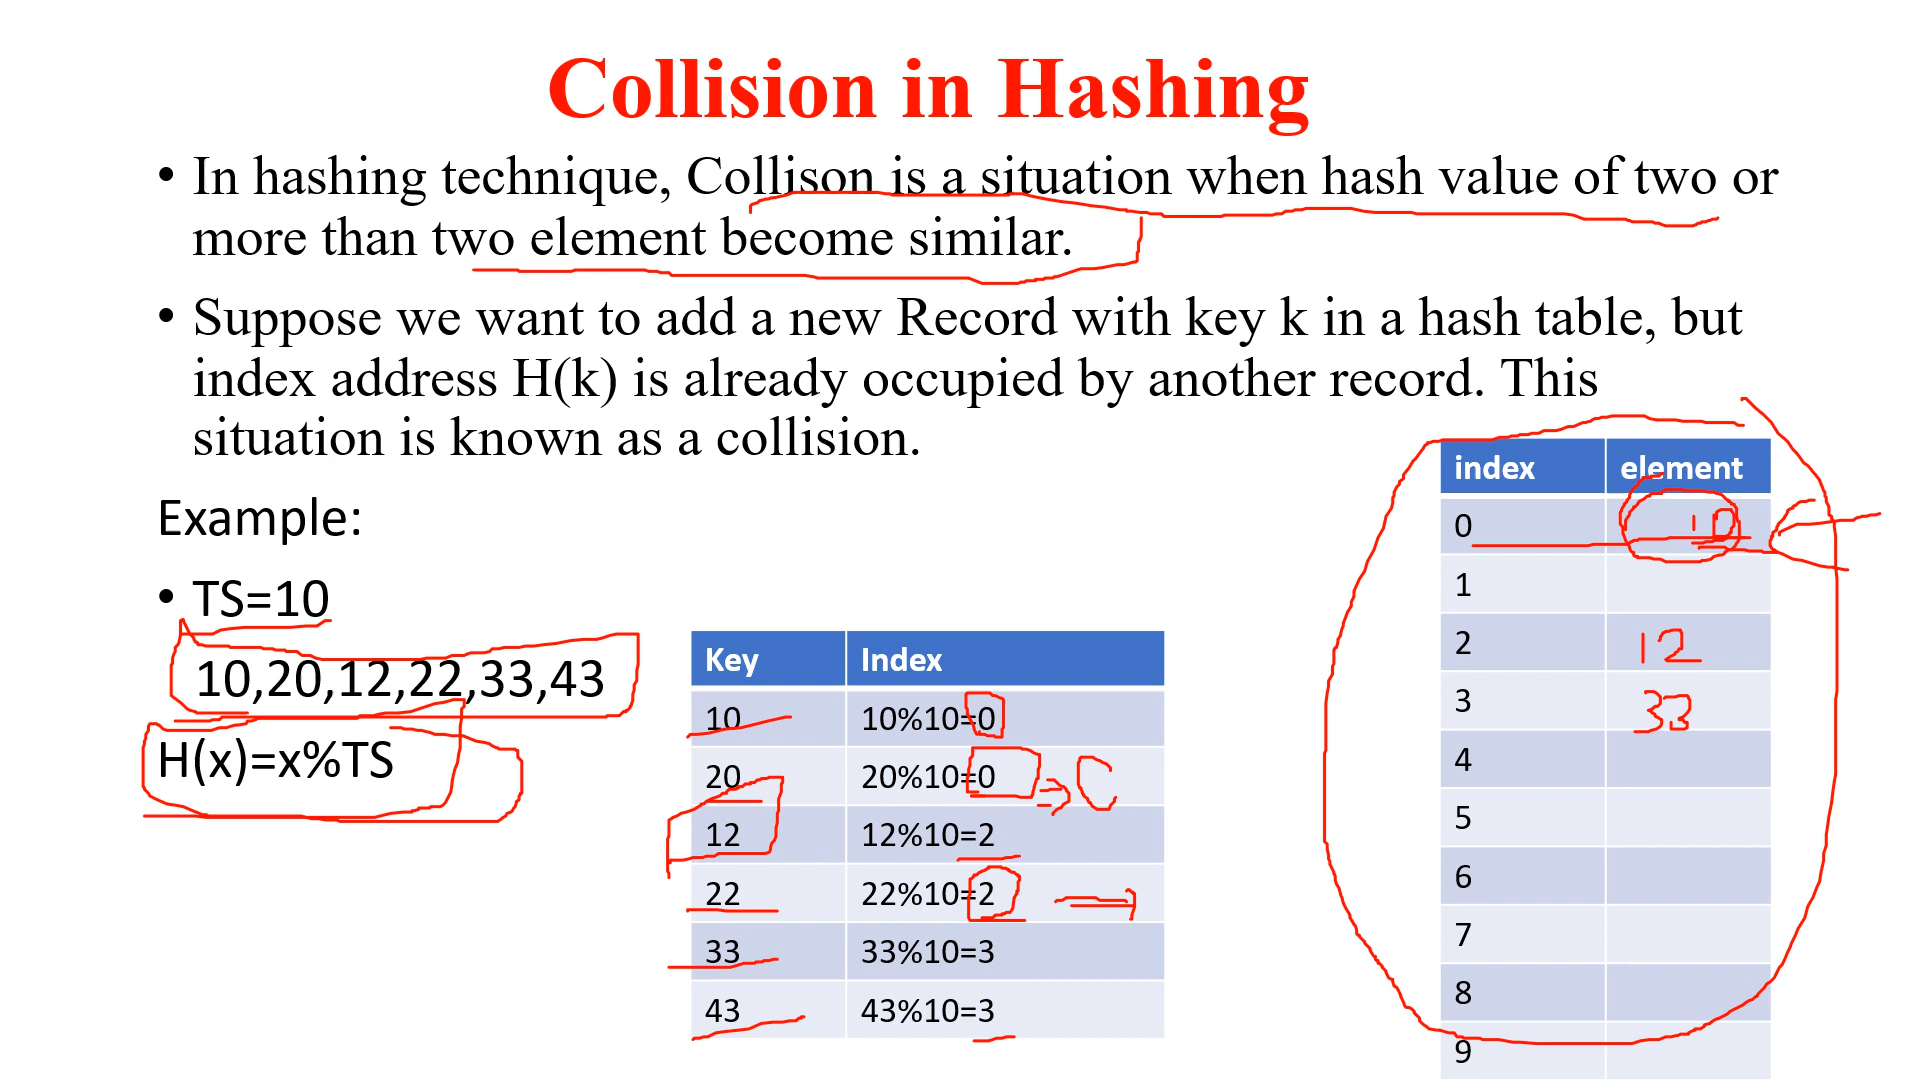 Collision in Hashing
• In hashing technique, Collison is a situation when hash value of two or
more than two element become similar.
• Suppose we want to add a new Record with key k in a hash table, but
index address H(k) is already occupied by another record. This
situation is known as a collision.
Example:
• TS=10
10,20,12,22,33,43
H(x)=x%TS
Key Index
10 10%10=0
20 20%10=0 C
12 12%10=2
22 22%10=2
33 33%10=3
43 43%10=3
index element
0 10
1
2 12
3 33
4
5
6
7
8
9